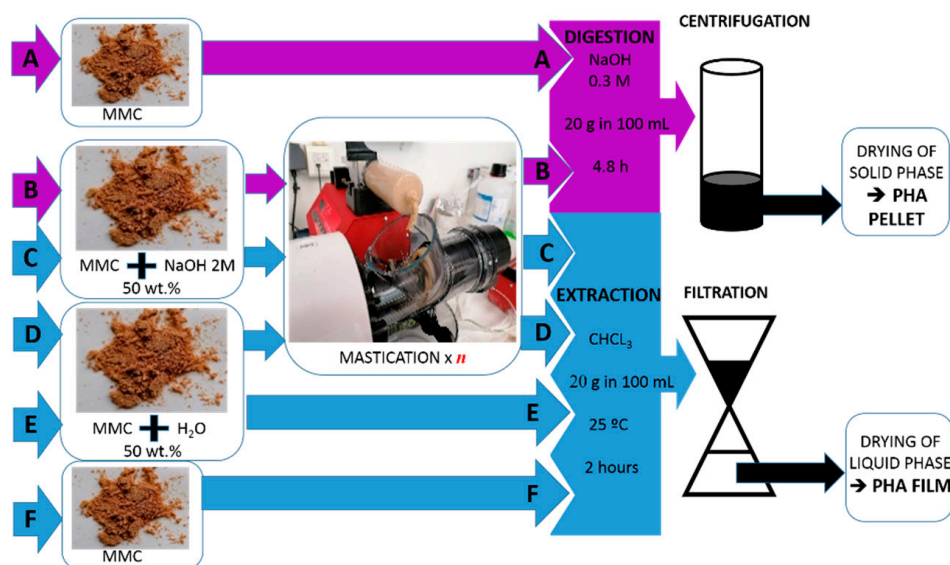 A
MMC
A
DIGESTION
NaOH
0.3 M
20 g in 100 mL
4.8 h
CENTRIFUGATION
DRYING OF
SOLID PHASE
→ PHA
PELLET
B
C
MMC + NaOH 2M
50 wt.%
B
C
D
MASTICATION x n
D
E
MMC + H₂O
50 wt.%
E
EXTRACTION
CHCL₃
20 g in 100 mL
25 ºC
2 hours
FILTRATION
DRYING OF
LIQUID PHASE
→ PHA FILM
F
MMC
F